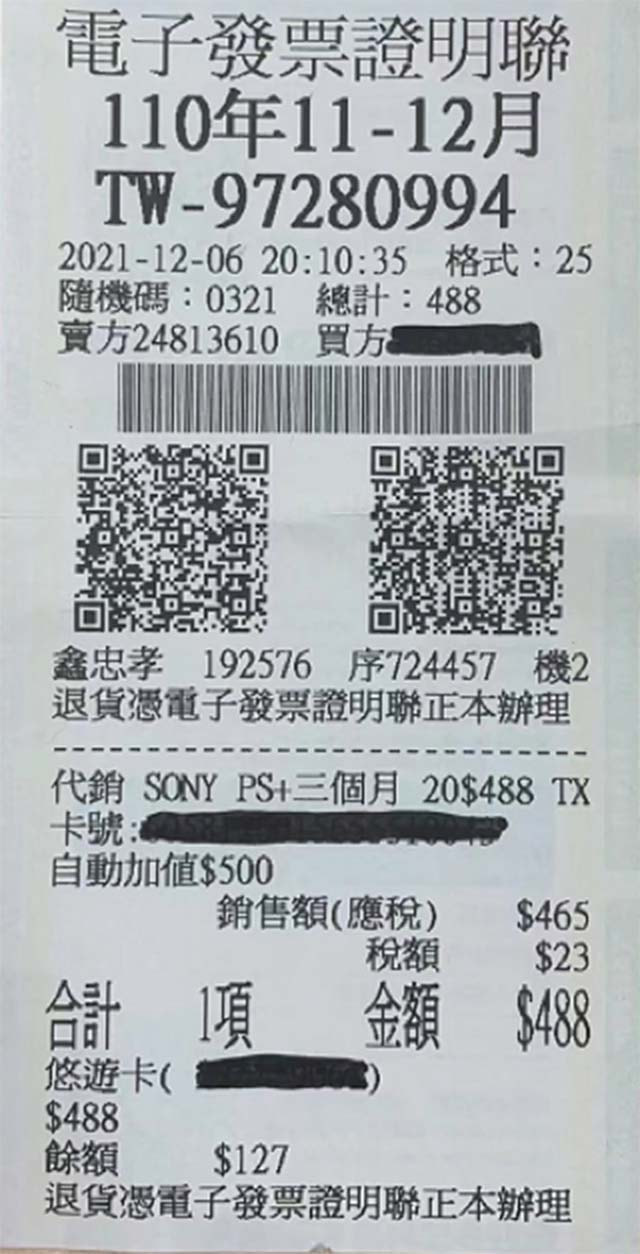 電子發票證明聯
110年11-12月
TW-97280994
2021-12-06 20:10:35 格式：25
隨機碼：0321 總計：488
賣方24813610 買方
鑫忠孝 192576 序724457 機2
退貨憑電子發票證明聯正本辦理
代銷 SONY PS+三個月 20$488 TX
卡號:
自動加值$500
銷售額(應稅) $465
稅額 $23
合計 1項 金額 $488
悠遊卡( )
$488
餘額 $127
退貨憑電子發票證明聯正本辦理